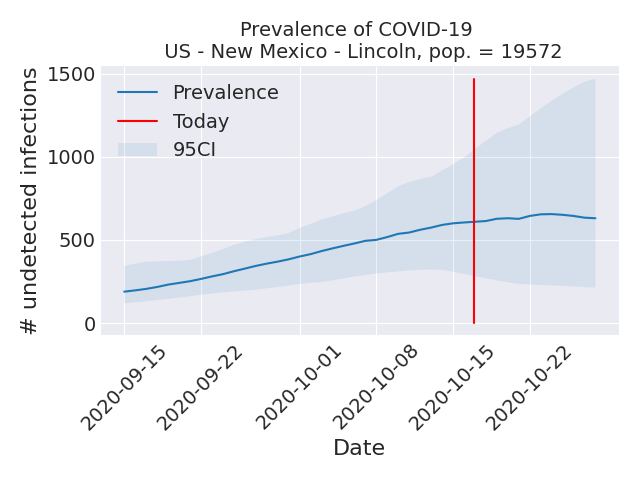 Prevalence of COVID-19
US - New Mexico - Lincoln, pop. = 19572
# undetected infections
1500
1000
500
0
Prevalence
Today
95CI
2020-09-15
2020-09-22
2020-10-01
2020-10-08
2020-10-15
2020-10-22
Date